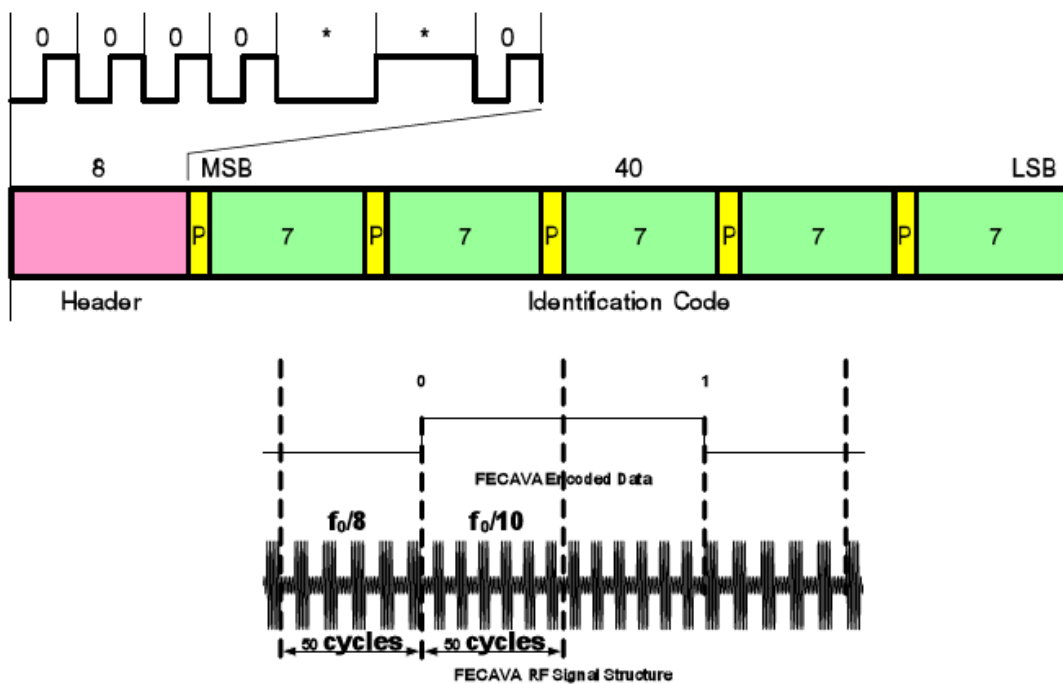 0 0 0 0 * * 0
8 MSB 40 LSB
P 7 P 7 P 7 P 7 P 7
Header Identification Code
0 1
FECAVA Encoded Data
f₀/8 f₀/10
50 cycles 50 cycles
FECAVA RF Signal Structure